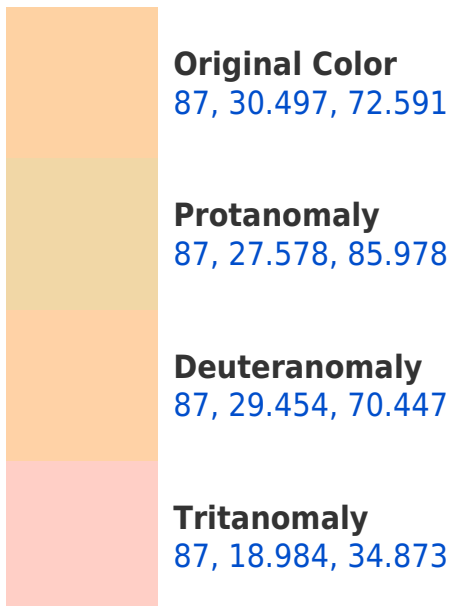 Original Color
87, 30.497, 72.591
Protanomaly
87, 27.578, 85.978
Deuteranomaly
87, 29.454, 70.447
Tritanomaly
87, 18.984, 34.873